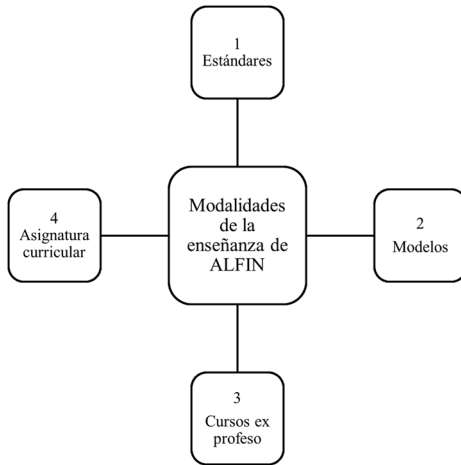 1
Estándares
Modalidades
de la
enseñanza de
ALFIN
4
Asignatura
curricular
2
Modelos
3
Cursos ex
profeso